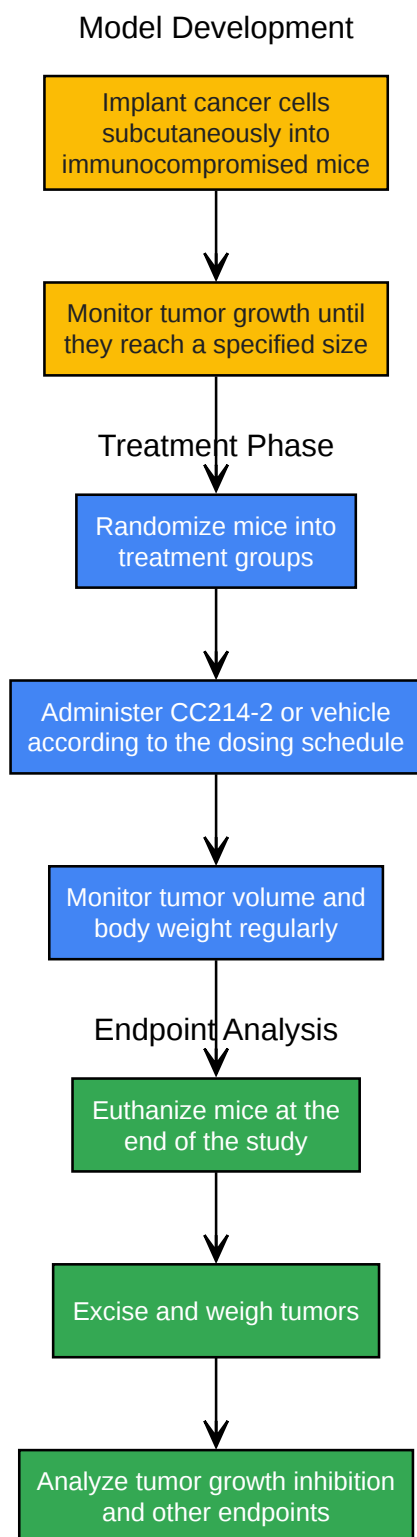 Model Development
Implant cancer cells
subcutaneously into
immunocompromised mice
Monitor tumor growth until
they reach a specified size
Treatment Phase
Randomize mice into
treatment groups
Administer CC214-2 or vehicle
according to the dosing schedule
Monitor tumor volume and
body weight regularly
Endpoint Analysis
Euthanize mice at the
end of the study
Excise and weigh tumors
Analyze tumor growth inhibition
and other endpoints